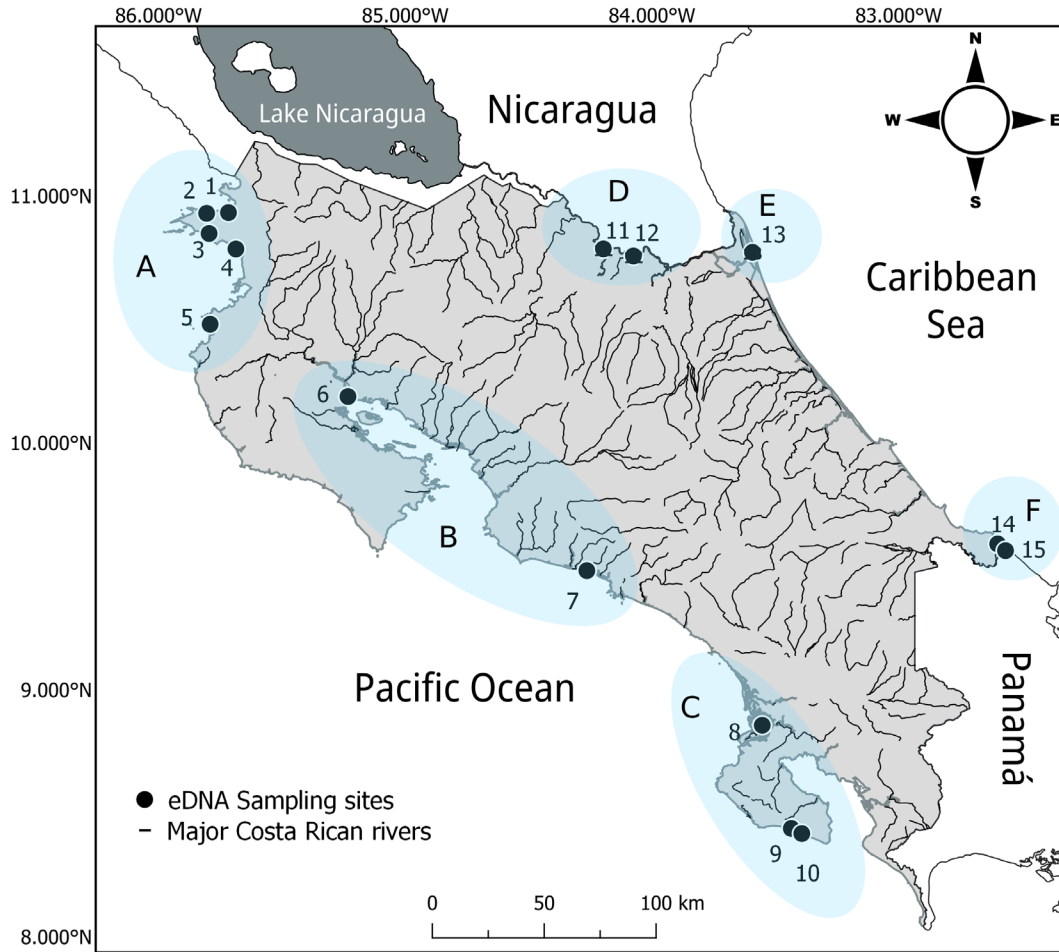 86.000°W 85.000°W 84.000°W 83.000°W
N
W E
S
Lake Nicaragua
Nicaragua
11.000°N
2 1
3
4
A
5
D
11 12
E
13
Caribbean
Sea
6
10.000°N
B
7
F
14
15
9.000°N
Pacific Ocean
C
8
Panamá
9
10
eDNA Sampling sites
Major Costa Rican rivers
0 50 100 km
8.000°N